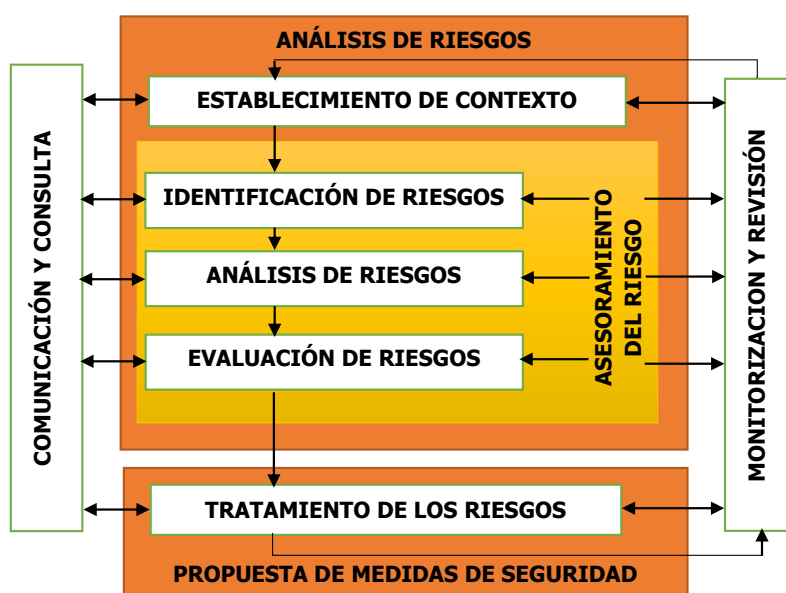 ANÁLISIS DE RIESGOS
ESTABLECIMIENTO DE CONTEXTO
COMUNICACIÓN Y CONSULTA
IDENTIFICACIÓN DE RIESGOS
ANÁLISIS DE RIESGOS
EVALUACIÓN DE RIESGOS
ASESORAMIENTO
DEL RIESGO
MONITORIZACION Y REVISIÓN
TRATAMIENTO DE LOS RIESGOS
PROPUESTA DE MEDIDAS DE SEGURIDAD